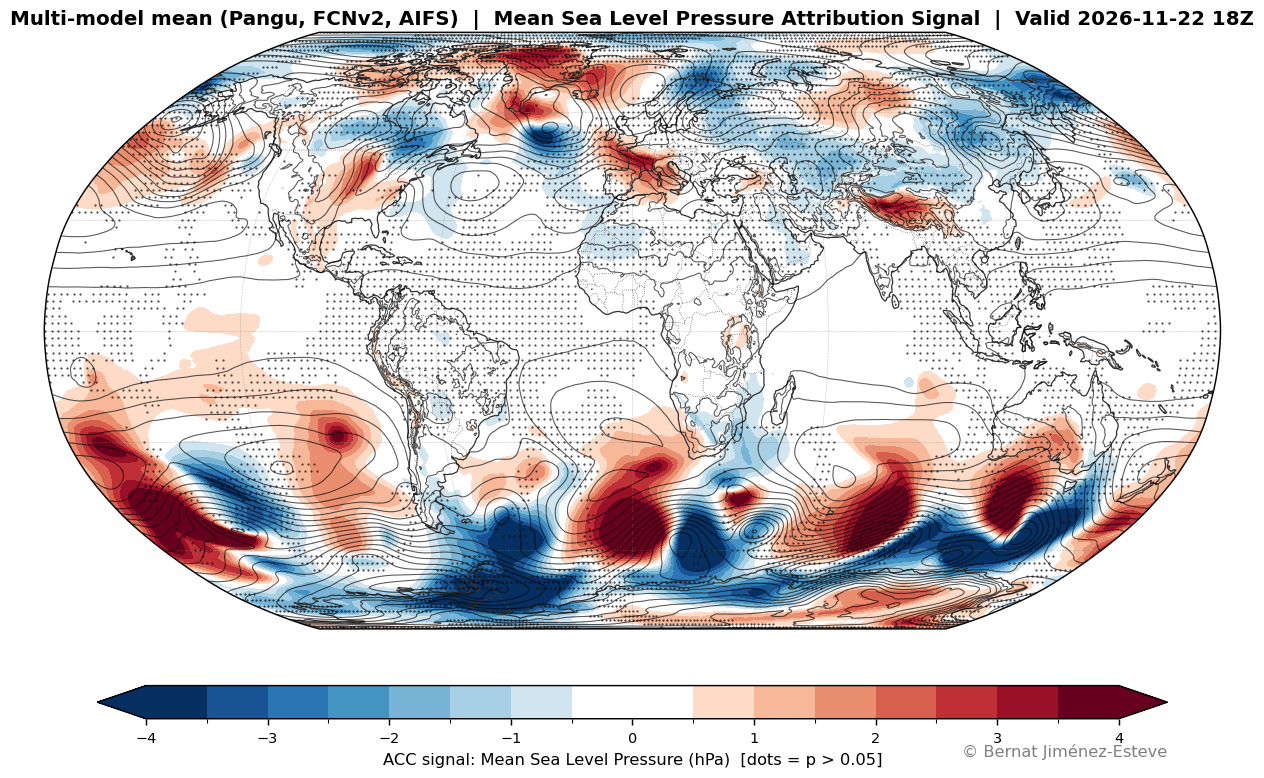 Multi-model mean (Pangu, FCNv2, AIFS)  |  Mean Sea Level Pressure Attribution Signal  |  Valid 2026-11-22 18Z
−4 −3 −2 −1 0 1 2 3 4
ACC signal: Mean Sea Level Pressure (hPa)  [dots = p > 0.05]
© Bernat Jiménez-Esteve